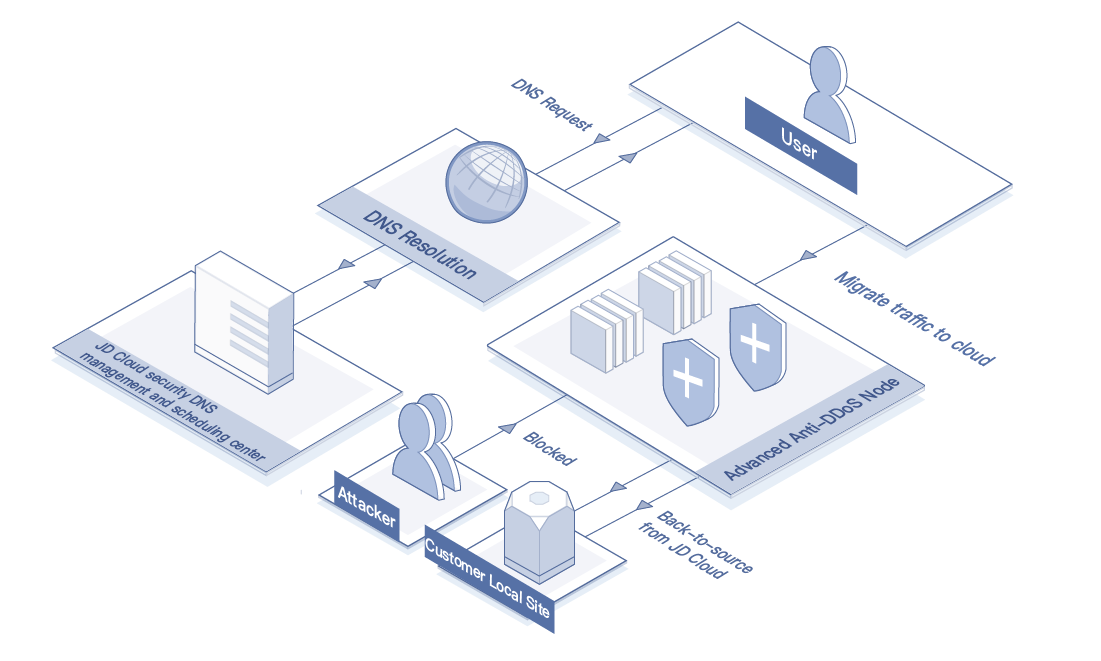 DNS Request
User
DNS Resolution
Migrate traffic to cloud
JD Cloud security DNS
management and scheduling center
Advanced Anti-DDoS Node
Blocked
Attacker
Back-to-source
from JD Cloud
Customer Local Site